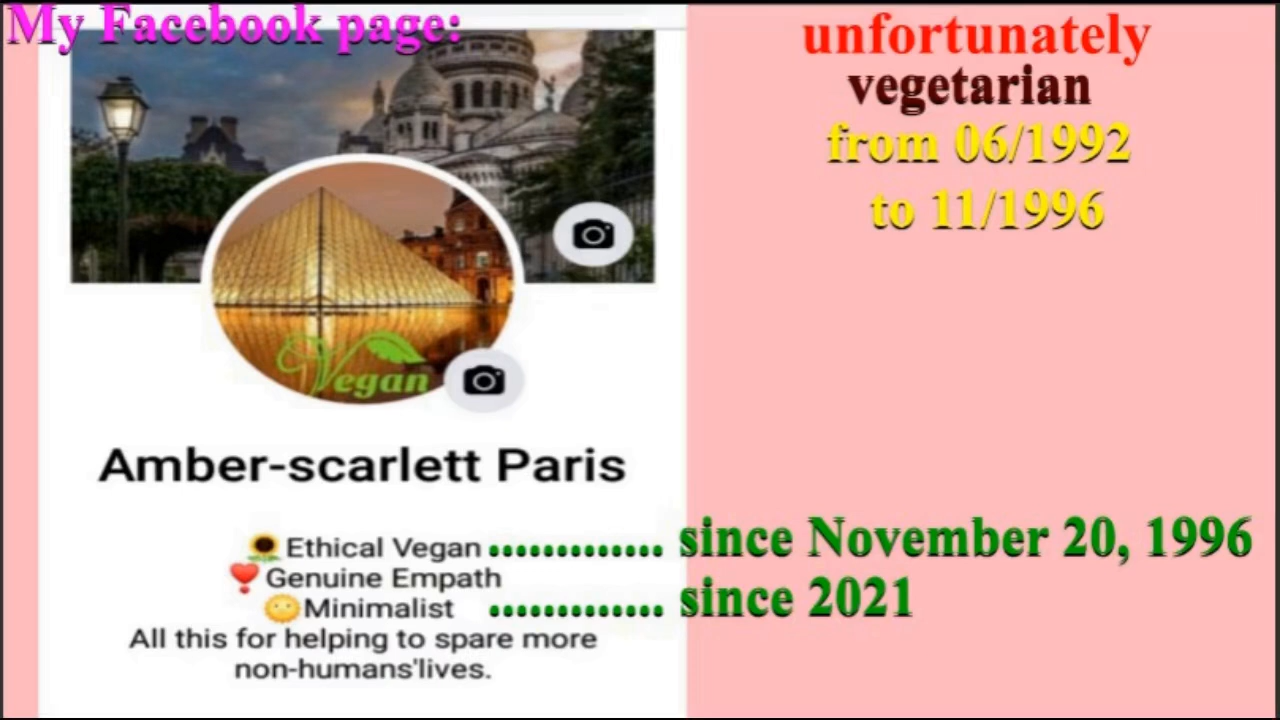 My Facebook page:
unfortunately
vegetarian
from 06/1992
to 11/1996
Vegan
Amber-scarlett Paris
🌻Ethical Vegan ............. since November 20, 1996
❣️Genuine Empath
🌝Minimalist ............. since 2021
All this for helping to spare more
non-humans'lives.